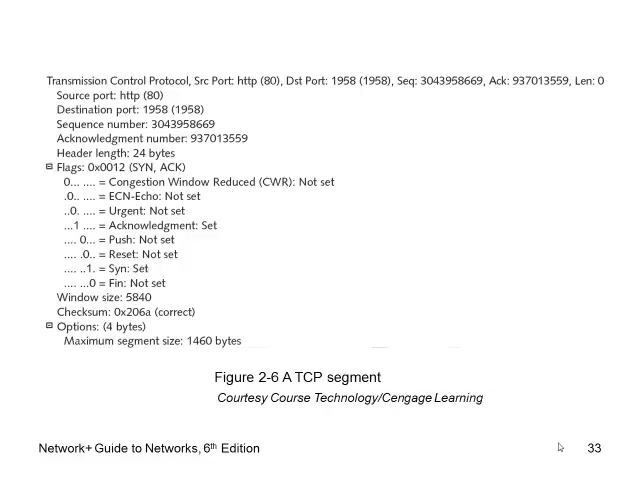 Transmission Control Protocol, Src Port: http (80), Dst Port: 1958 (1958), Seq: 3043958669, Ack: 937013559, Len: 0
Source port: http (80)
Destination port: 1958 (1958)
Sequence number: 3043958669
Acknowledgment number: 937013559
Header length: 24 bytes
Flags: 0x0012 (SYN, ACK)
0... .... = Congestion Window Reduced (CWR): Not set
.0.. .... = ECN-Echo: Not set
..0. .... = Urgent: Not set
...1 .... = Acknowledgment: Set
.... 0... = Push: Not set
.... .0.. = Reset: Not set
.... ..1. = Syn: Set
.... ...0 = Fin: Not set
Window size: 5840
Checksum: 0x206a (correct)
Options: (4 bytes)
Maximum segment size: 1460 bytes
Figure 2-6 A TCP segment
Courtesy Course Technology/Cengage Learning
Network+ Guide to Networks, 6th Edition 33